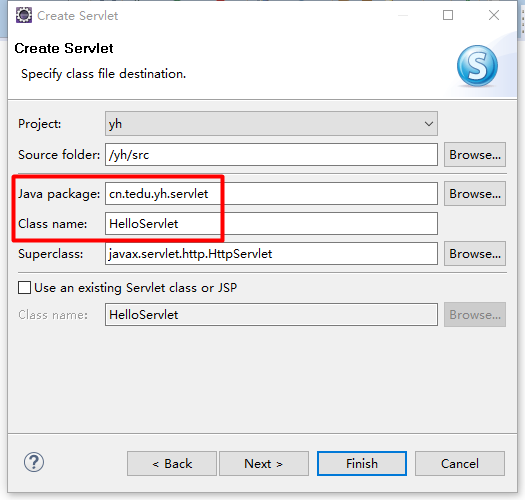 Create Servlet
Create Servlet
Specify class file destination.
S
Project: yh
Source folder: /yh/src Browse...
Java package: cn.tedu.yh.servlet Browse...
Class name: HelloServlet
Superclass: javax.servlet.http.HttpServlet Browse...
Use an existing Servlet class or JSP
Class name: HelloServlet Browse...
? < Back Next > Finish Cancel